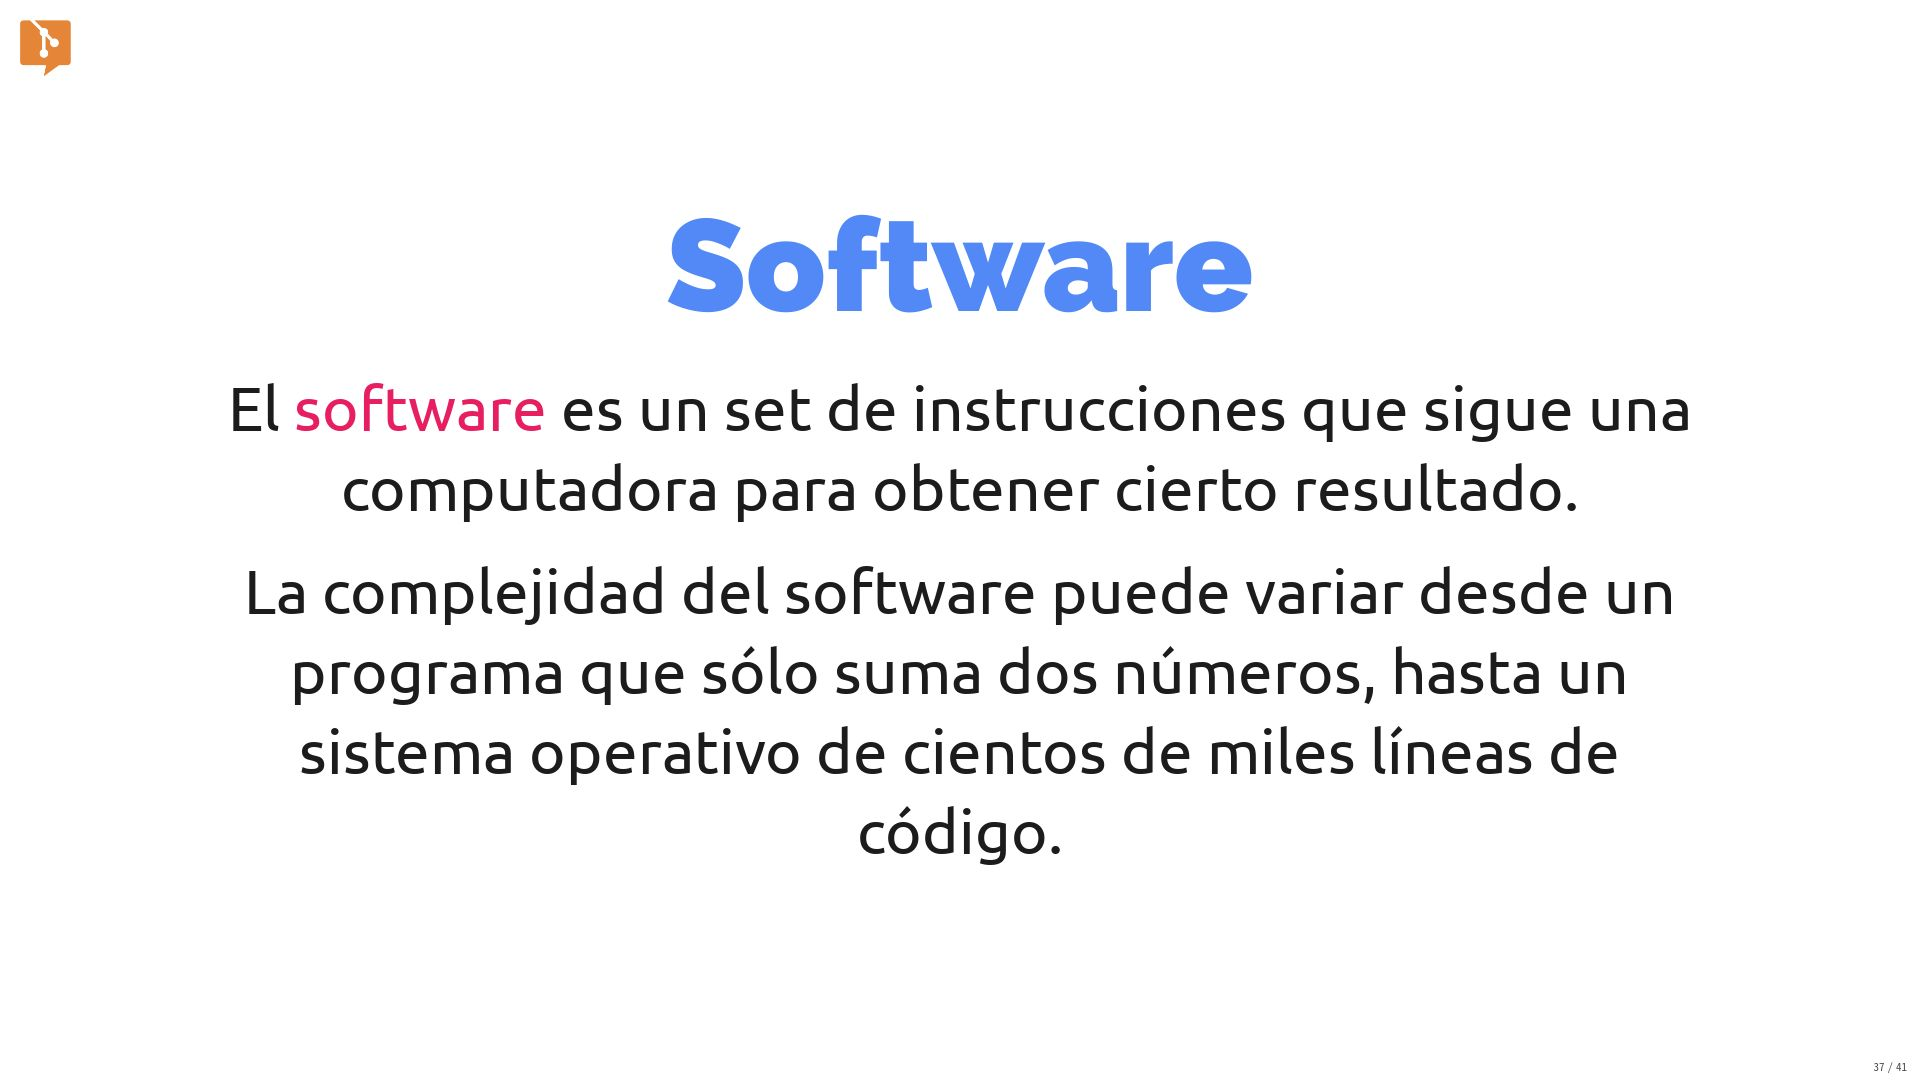 Software
El software es un set de instrucciones que sigue una
computadora para obtener cierto resultado.
La complejidad del software puede variar desde un
programa que sólo suma dos números, hasta un
sistema operativo de cientos de miles líneas de
código.
37 / 41